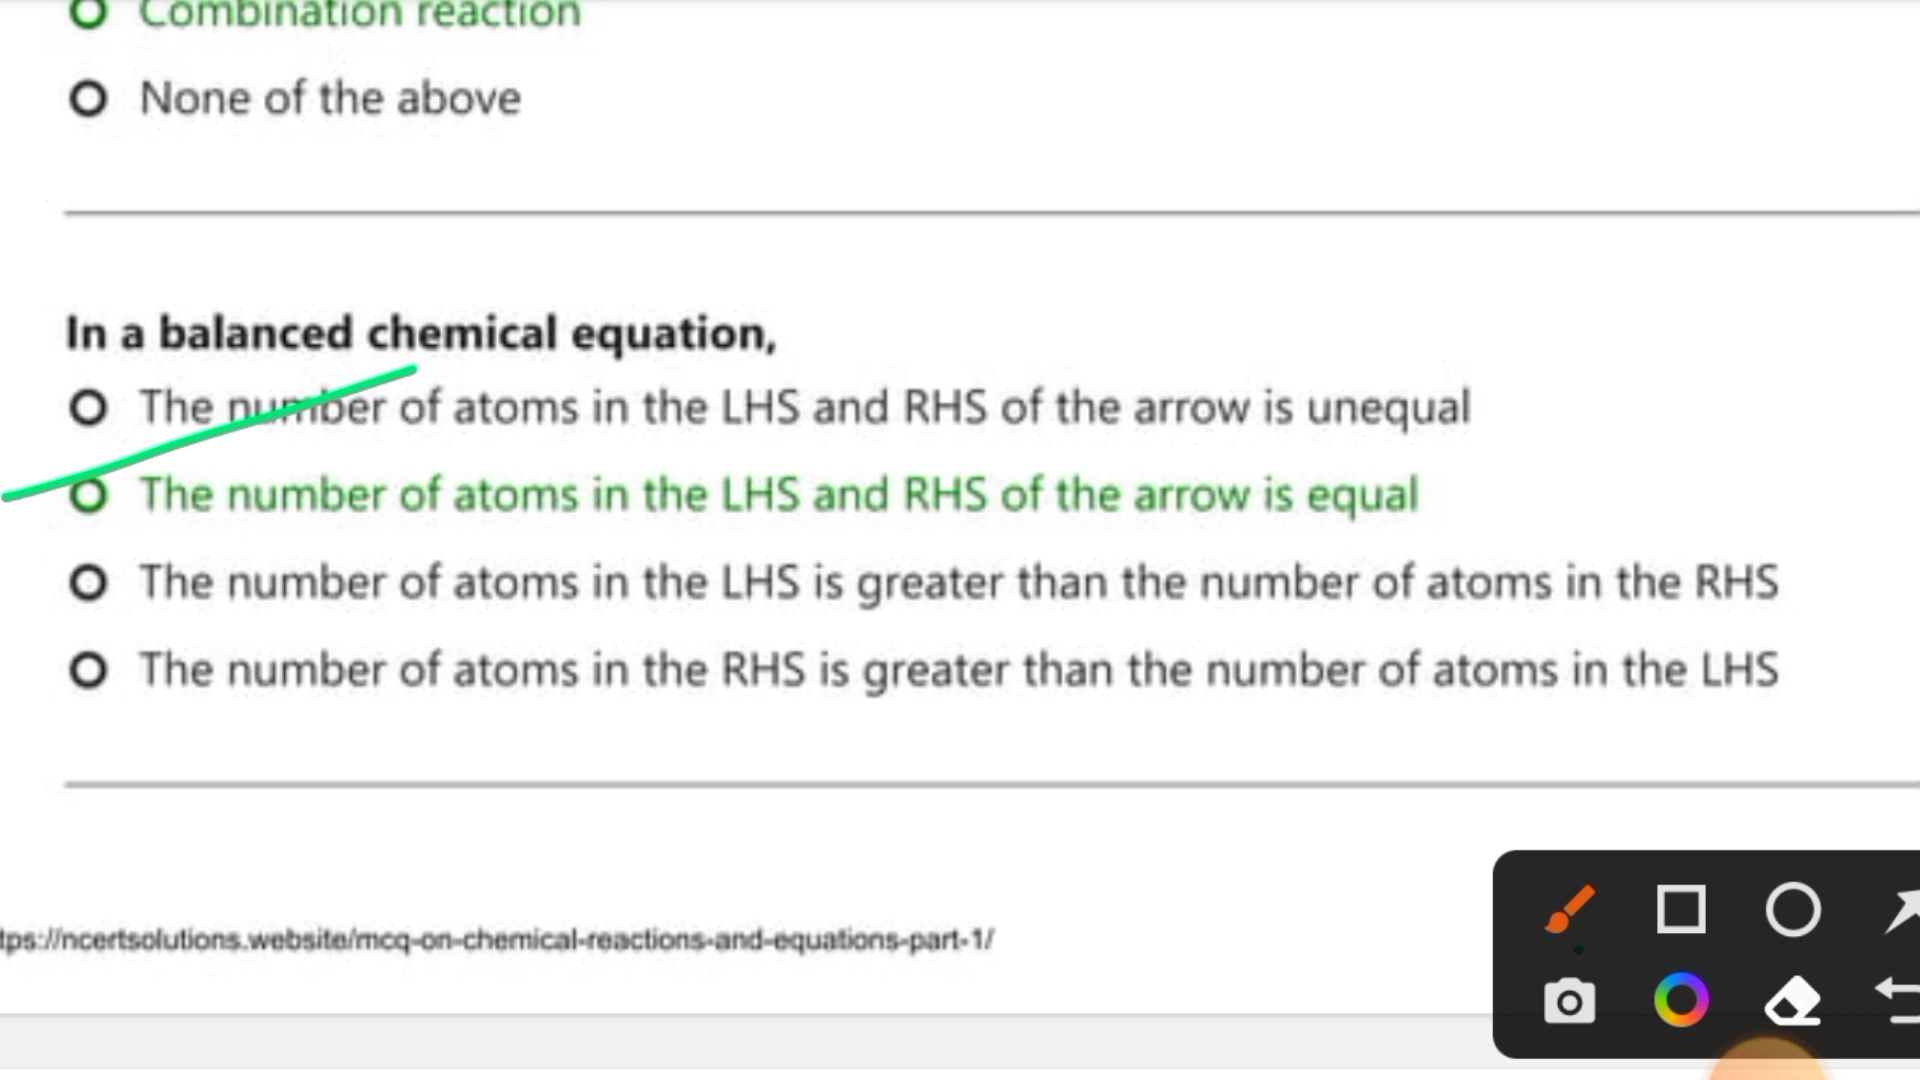 Combination reaction
None of the above
In a balanced chemical equation,
The number of atoms in the LHS and RHS of the arrow is unequal
The number of atoms in the LHS and RHS of the arrow is equal
The number of atoms in the LHS is greater than the number of atoms in the RHS
The number of atoms in the RHS is greater than the number of atoms in the LHS
tps://ncertsolutions.website/mcq-on-chemical-reactions-and-equations-part-1/